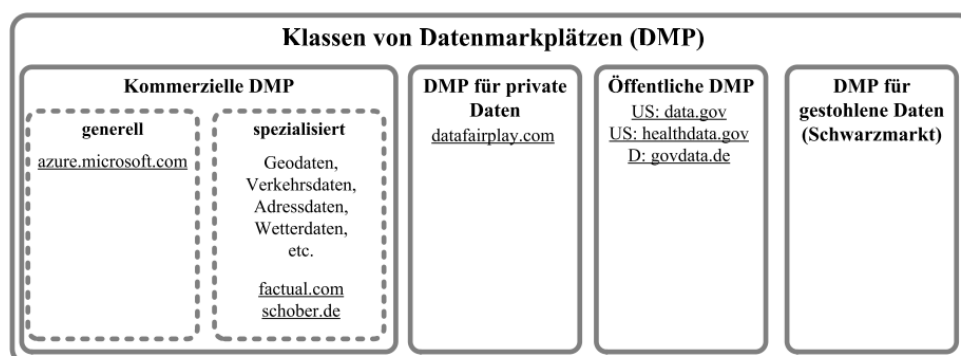 Klassen von Datenmarkplätzen (DMP)
Kommerzielle DMP
generell
azure.microsoft.com
spezialisiert
Geodaten,
Verkehrsdaten,
Adressdaten,
Wetterdaten,
etc.
factual.com
schober.de
DMP für private
Daten
datafairplay.com
Öffentliche DMP
US: data.gov
US: healthdata.gov
D: govdata.de
DMP für
gestohlene Daten
(Schwarzmarkt)